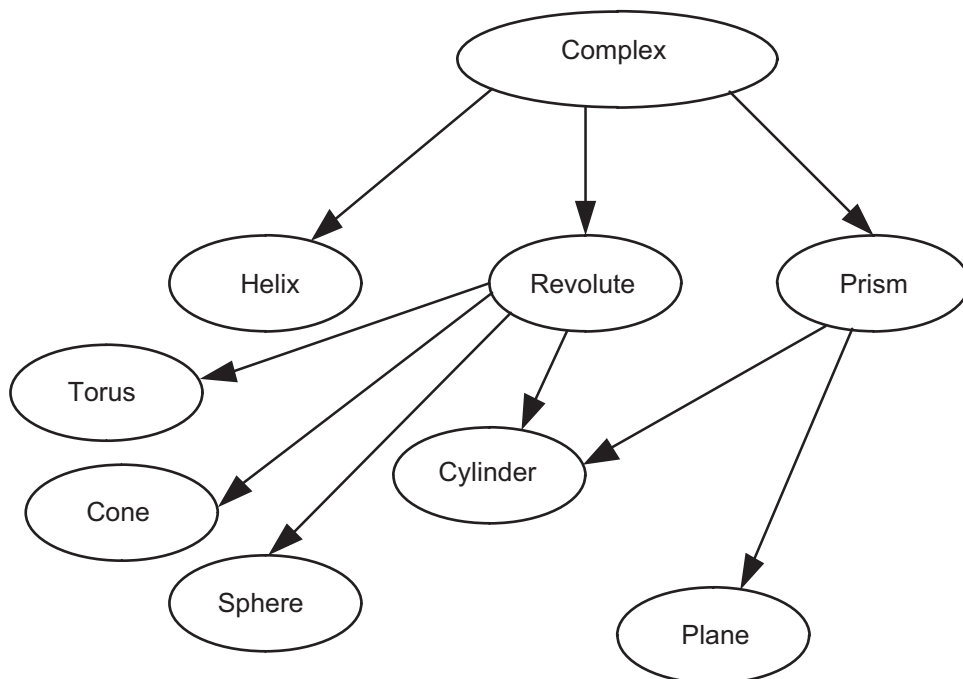 Complex
Helix
Revolute
Prism
Torus
Cylinder
Cone
Sphere
Plane